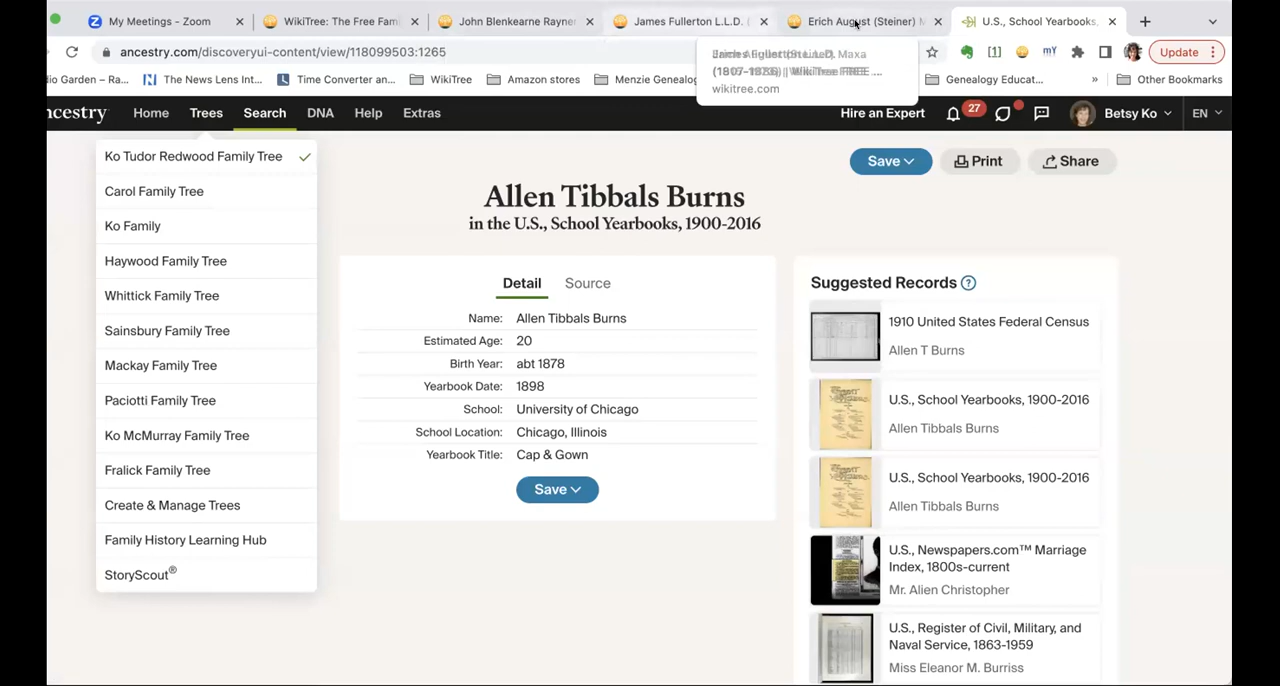 My Meetings - Zoom
WikiTree: The Free Fami
John Blenkearne Rayner
James Fullerton L.L.D. (
Erich August (Steiner) M
U.S., School Yearbooks,
ancestry.com/discoveryui-content/view/118099503:1265
[1]
mY
Update
dio Garden – Ra...
The News Lens Int...
Time Converter an...
WikiTree
Amazon stores
Menzie Genealog
Genealogy Educat...
»
Other Bookmarks
Maxa
wikitree.com
ncestry
Home
Trees
Search
DNA
Help
Extras
Hire an Expert
27
Betsy Ko
EN
Ko Tudor Redwood Family Tree
Carol Family Tree
Ko Family
Haywood Family Tree
Whittick Family Tree
Sainsbury Family Tree
Mackay Family Tree
Paciotti Family Tree
Ko McMurray Family Tree
Fralick Family Tree
Create & Manage Trees
Family History Learning Hub
StoryScout®
Save
Print
Share
Allen Tibbals Burns
in the U.S., School Yearbooks, 1900-2016
Detail
Source
Name: Allen Tibbals Burns
Estimated Age: 20
Birth Year: abt 1878
Yearbook Date: 1898
School: University of Chicago
School Location: Chicago, Illinois
Yearbook Title: Cap & Gown
Save
Suggested Records ?
1910 United States Federal Census
Allen T Burns
U.S., School Yearbooks, 1900-2016
Allen Tibbals Burns
U.S., School Yearbooks, 1900-2016
Allen Tibbals Burns
U.S., Newspapers.com™ Marriage
Index, 1800s-current
Mr. Alien Christopher
U.S., Register of Civil, Military, and
Naval Service, 1863-1959
Miss Eleanor M. Burriss